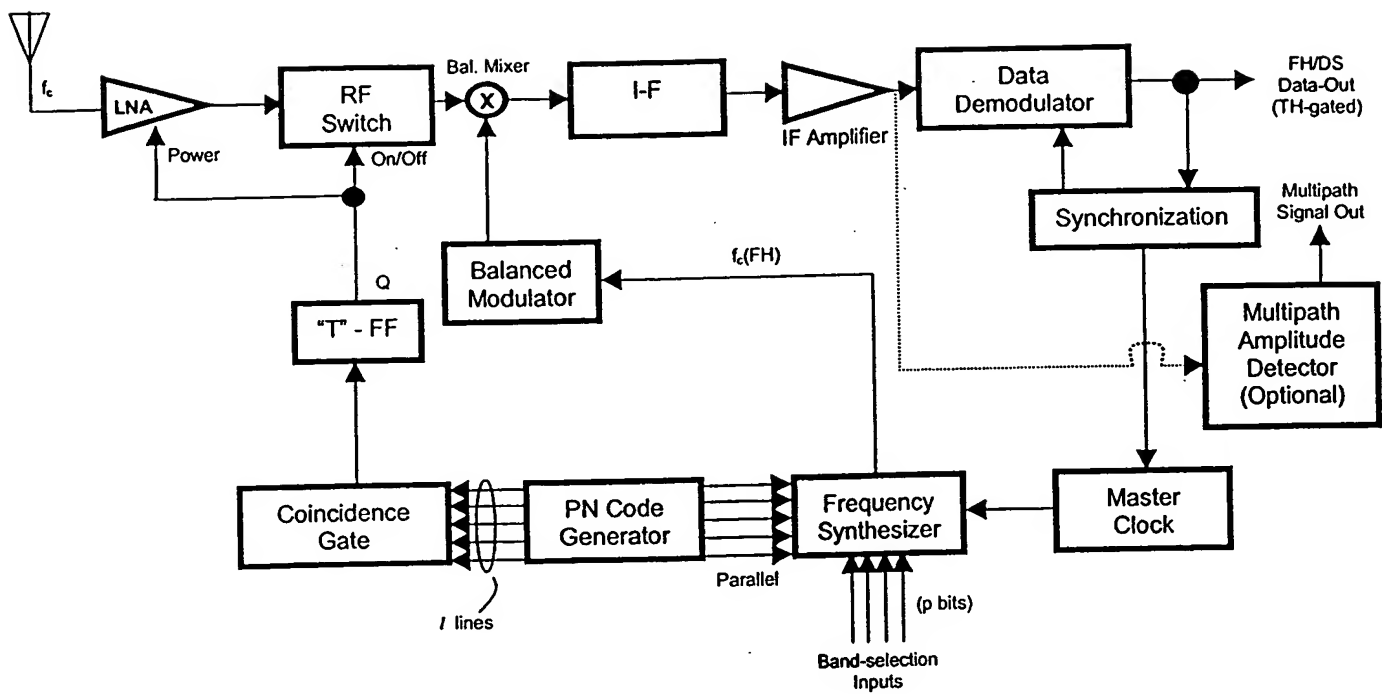 f_c
LNA
Power
RF
Switch
On/Off
Bal. Mixer
X
I-F
IF Amplifier
Data
Demodulator
FH/DS
Data-Out
(TH-gated)
Synchronization
Multipath
Signal Out
Balanced
Modulator
f_c(FH)
Q
"T" - FF
Multipath
Amplitude
Detector
(Optional)
Coincidence
Gate
PN Code
Generator
Frequency
Synthesizer
Master
Clock
Parallel
l lines
(p bits)
Band-selection
Inputs